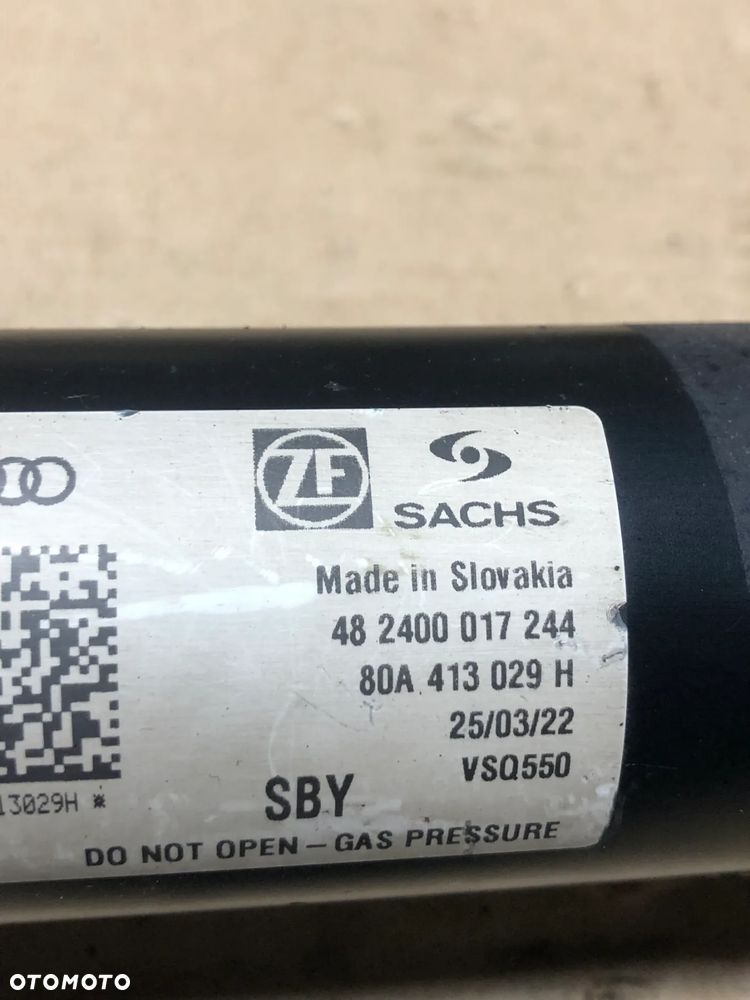 ZF
SACHS
Made in Slovakia
48 2400 017 244
80A 413 029 H
25/03/22
VSQ550
13029H *
SBY
DO NOT OPEN – GAS PRESSURE
OTOMOTO